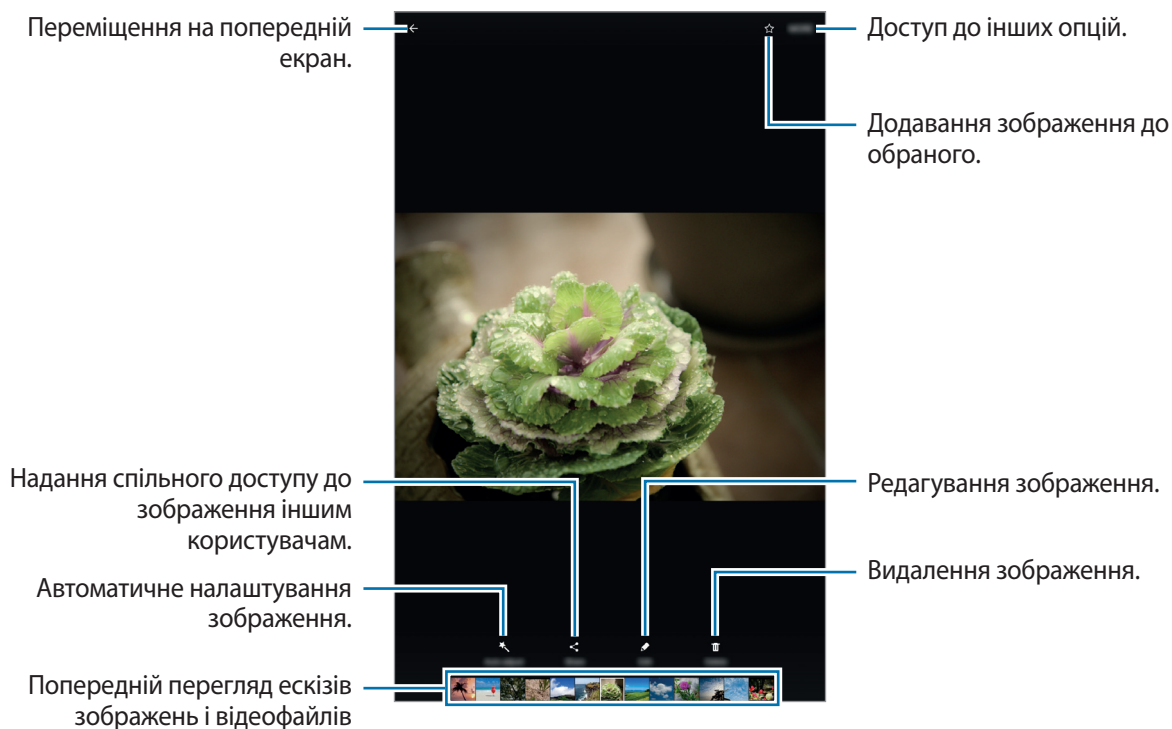 Переміщення на попередній
екран.
Доступ до інших опцій.
Додавання зображення до
обраного.
Надання спільного доступу до
зображення іншим
користувачам.
Редагування зображення.
Автоматичне налаштування
зображення.
Видалення зображення.
Попередній перегляд ескізів
зображень і відеофайлів